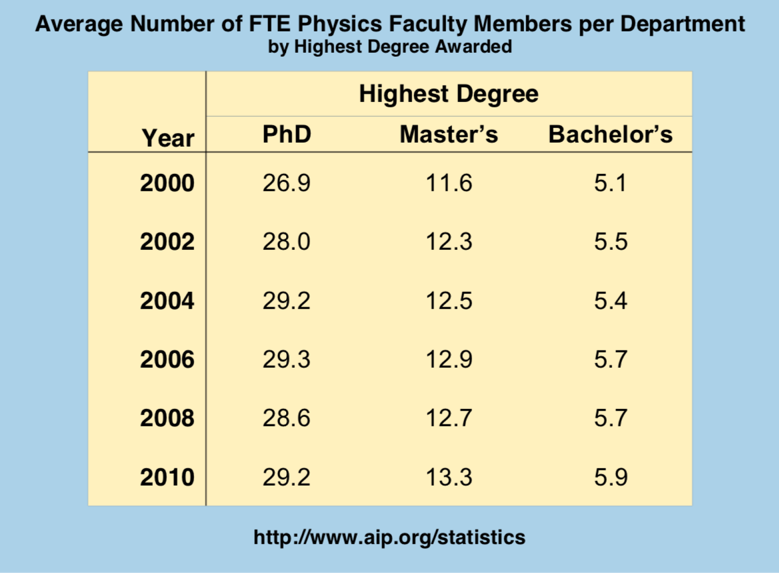 Average Number of FTE Physics Faculty Members per Department
by Highest Degree Awarded
Highest Degree
Year PhD Master’s Bachelor’s
2000 26.9 11.6 5.1
2002 28.0 12.3 5.5
2004 29.2 12.5 5.4
2006 29.3 12.9 5.7
2008 28.6 12.7 5.7
2010 29.2 13.3 5.9
http://www.aip.org/statistics